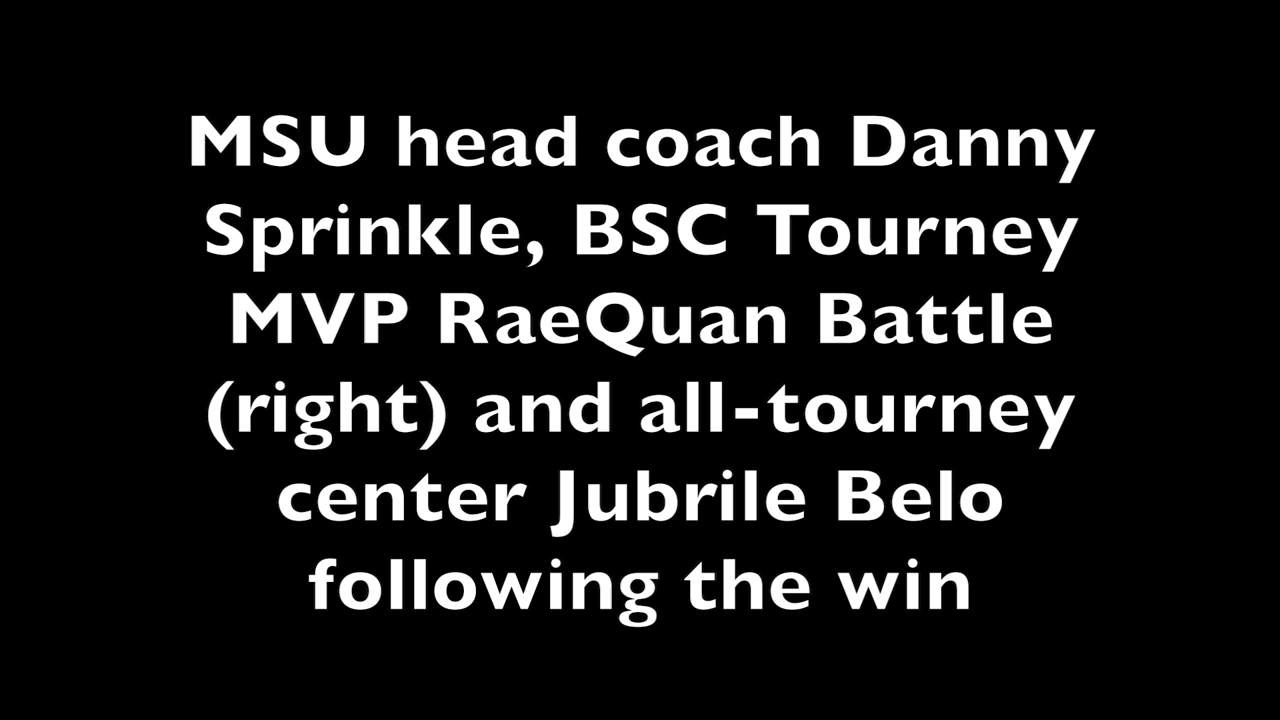 MSU head coach Danny
Sprinkle, BSC Tourney
MVP RaeQuan Battle
(right) and all-tourney
center Jubrile Belo
following the win